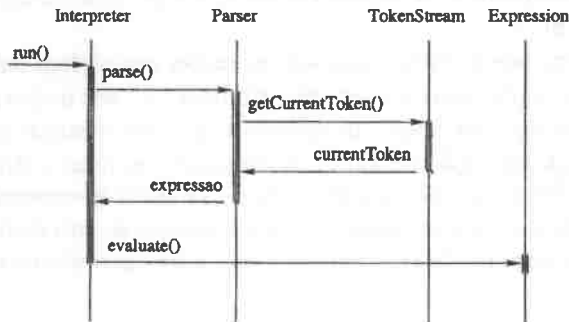 Interpreter Parser TokenStream Expression
run()
parse()
getCurrentToken()
currentToken
expressao
evaluate()